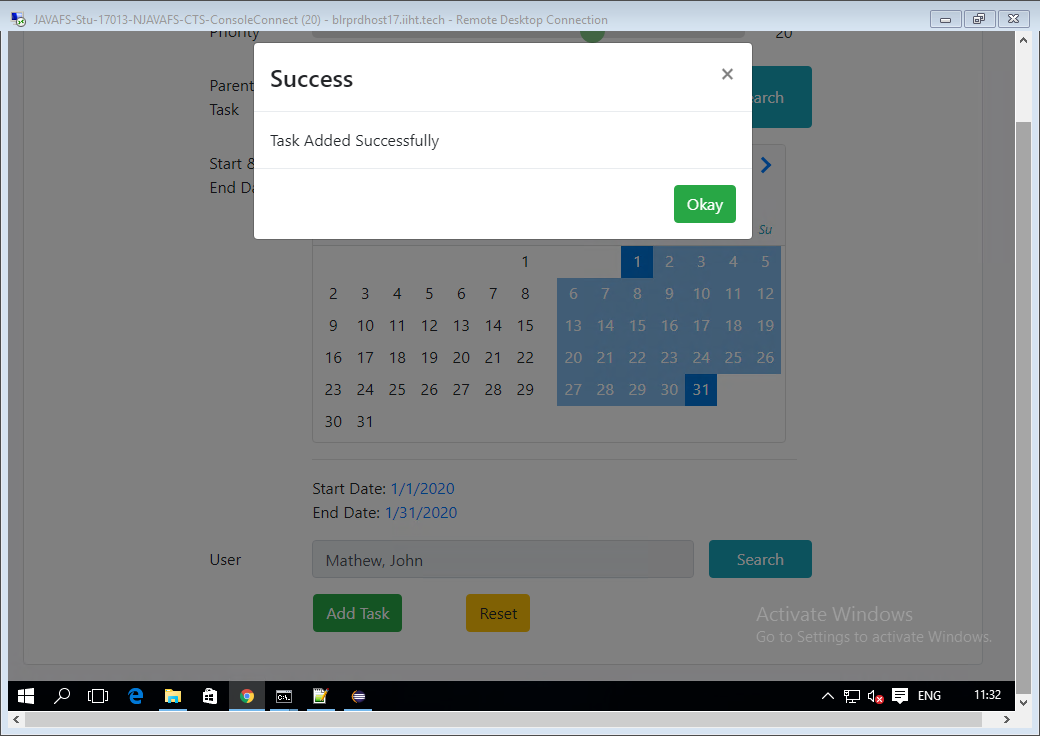 JAVAFS-Stu-17013-NJAVAFS-CTS-ConsoleConnect (20) - blrprdhost17.iiht.tech - Remote Desktop Connection
Priority 20
Success ×
Parent
Task
earch
Task Added Successfully
Start &
End Da
Okay
Su
1 1 2 3 4 5
2 3 4 5 6 7 8 6 7 8 9 10 11 12
9 10 11 12 13 14 15 13 14 15 16 17 18 19
16 17 18 19 20 21 22 20 21 22 23 24 25 26
23 24 25 26 27 28 29 27 28 29 30 31
30 31
Start Date: 1/1/2020
End Date: 1/31/2020
User Mathew, John Search
Add Task Reset
Activate Windows
Go to Settings to activate Windows.
C:\.
ENG 11:32